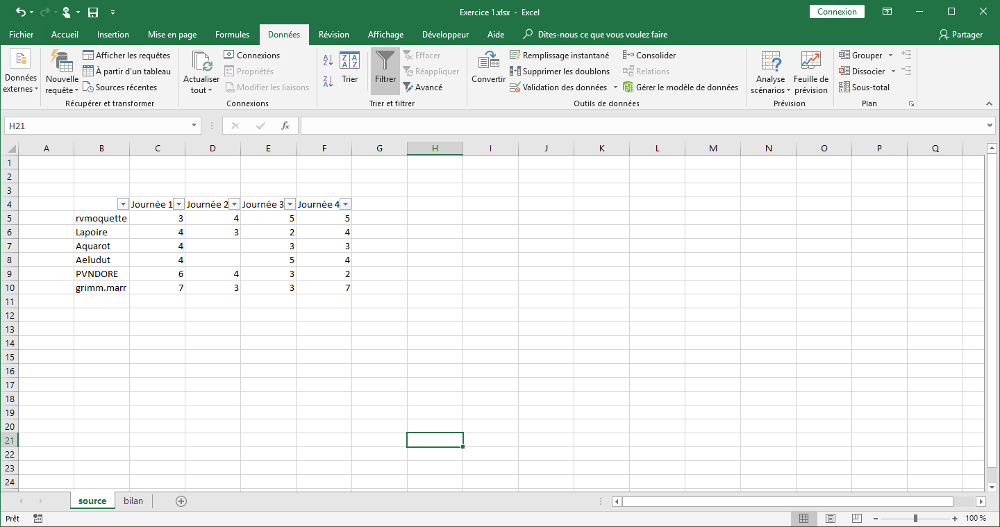 Exercice 1.xlsx - Excel
Connexion
Fichier Accueil Insertion Mise en page Formules Données Révision Affichage Développeur Aide Dites-nous ce que vous voulez faire Partager
Données externes
Nouvelle requête
Afficher les requêtes
À partir d'un tableau
Sources récentes
Récupérer et transformer
Actualiser tout
Connexions
Propriétés
Modifier les liaisons
Connexions
Trier
Filtrer
Effacer
Réappliquer
Avancé
Trier et filtrer
Convertir
Remplissage instantané
Supprimer les doublons
Validation des données
Consolider
Relations
Gérer le modèle de données
Outils de données
Analyse scénarios
Feuille de prévision
Prévision
Grouper
Dissocier
Sous-total
Plan
H21
fx
A B C D E F G H I J K L M N O P Q
1
2
3
4 Journée 1 Journée 2 Journée 3 Journée 4
5 rvmoquette 3 4 5 5
6 Lapoire 4 3 2 4
7 Aquarot 4 3 3
8 Aeludut 4 5 4
9 PVNDORE 6 4 3 2
10 grimm.marr 7 3 3 7
11
12
13
14
15
16
17
18
19
20
21
22
23
24
source bilan
Prêt
100 %